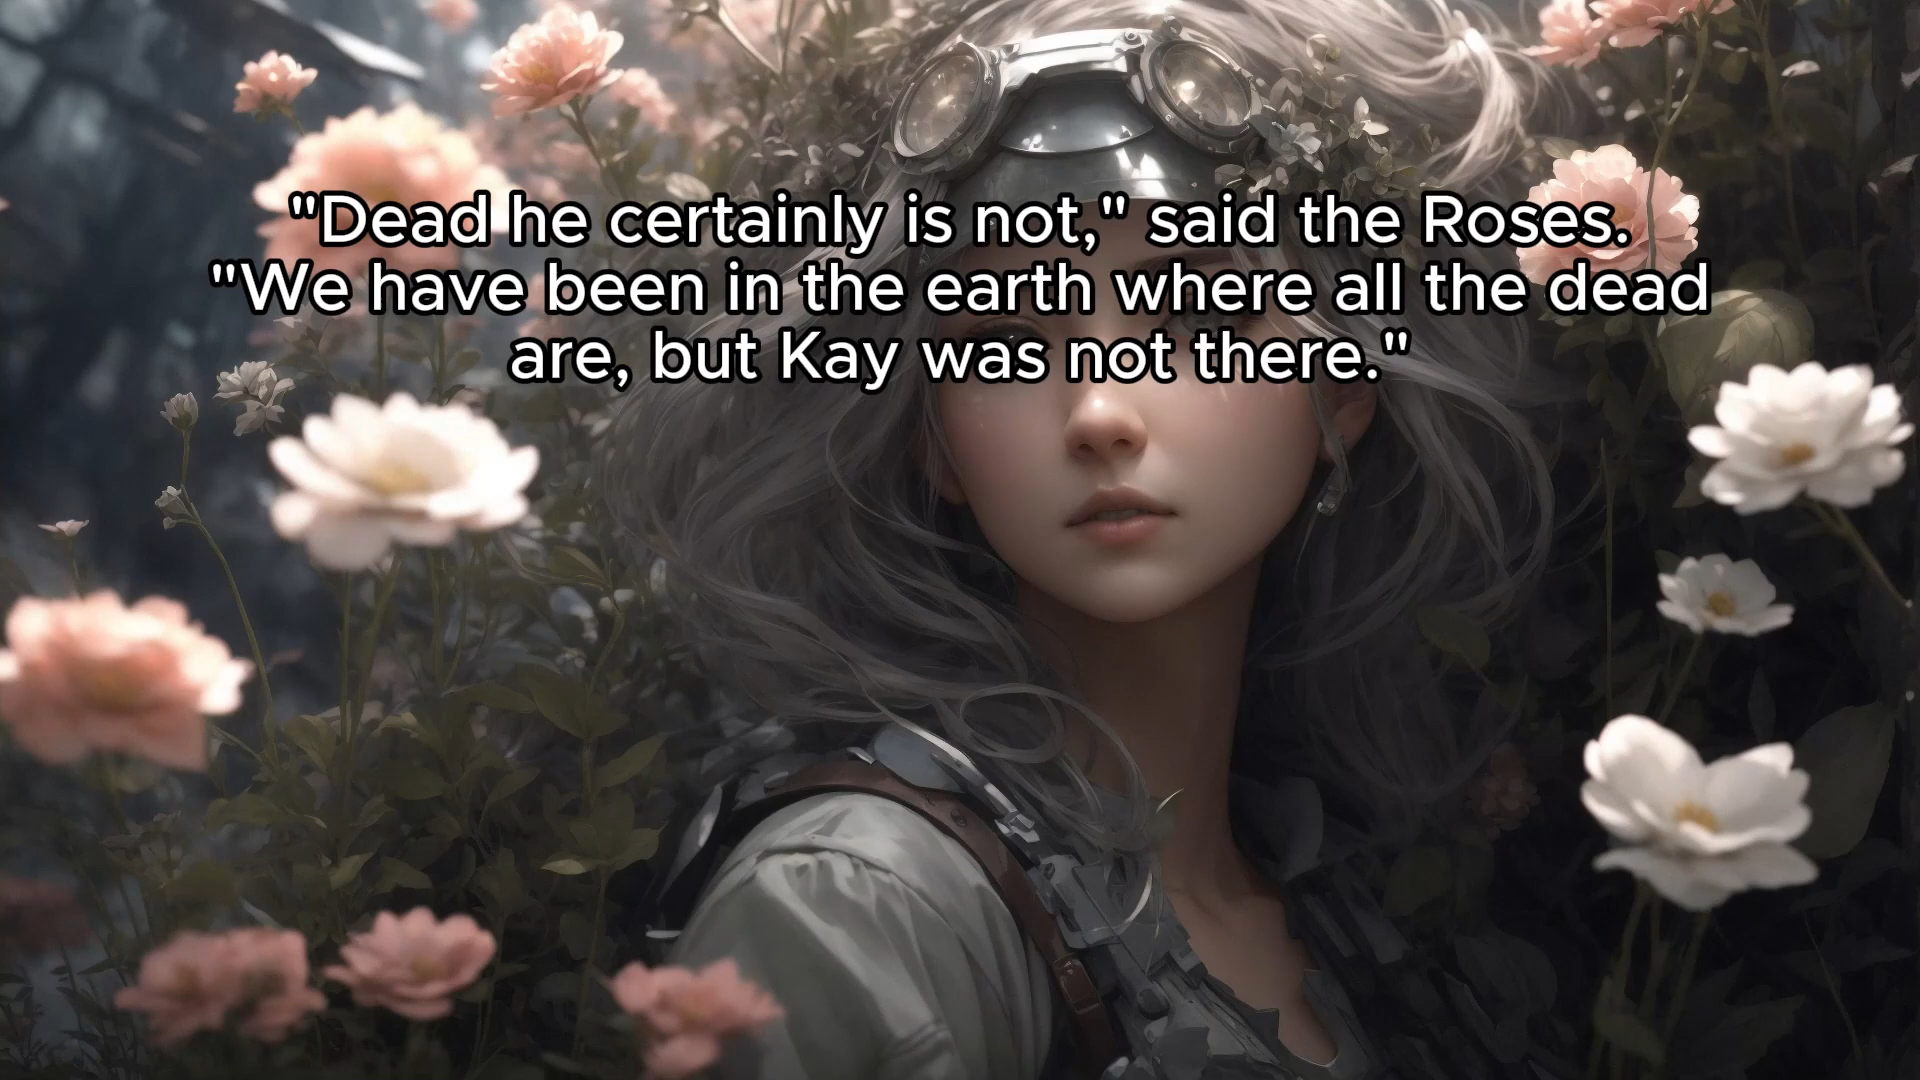 "Dead he certainly is not," said the Roses.
"We have been in the earth where all the dead
are, but Kay was not there."